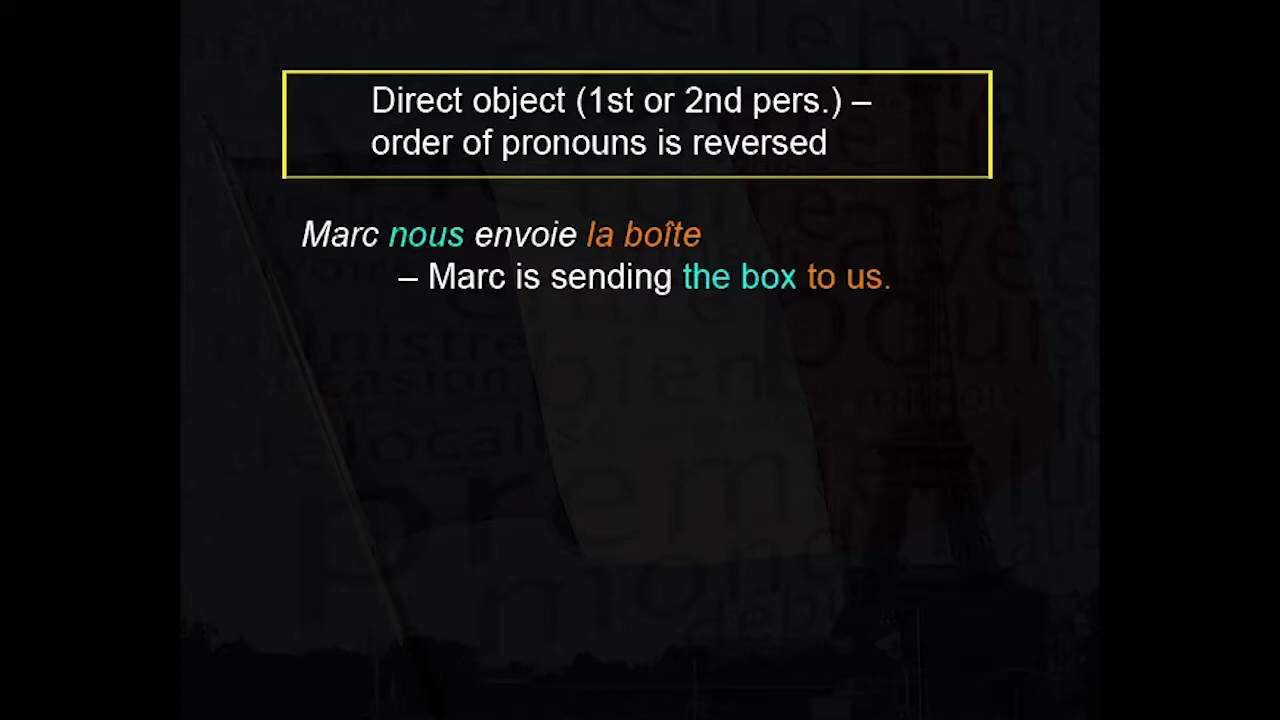 Direct object (1st or 2nd pers.) –
order of pronouns is reversed
Marc nous envoie la boîte
– Marc is sending the box to us.